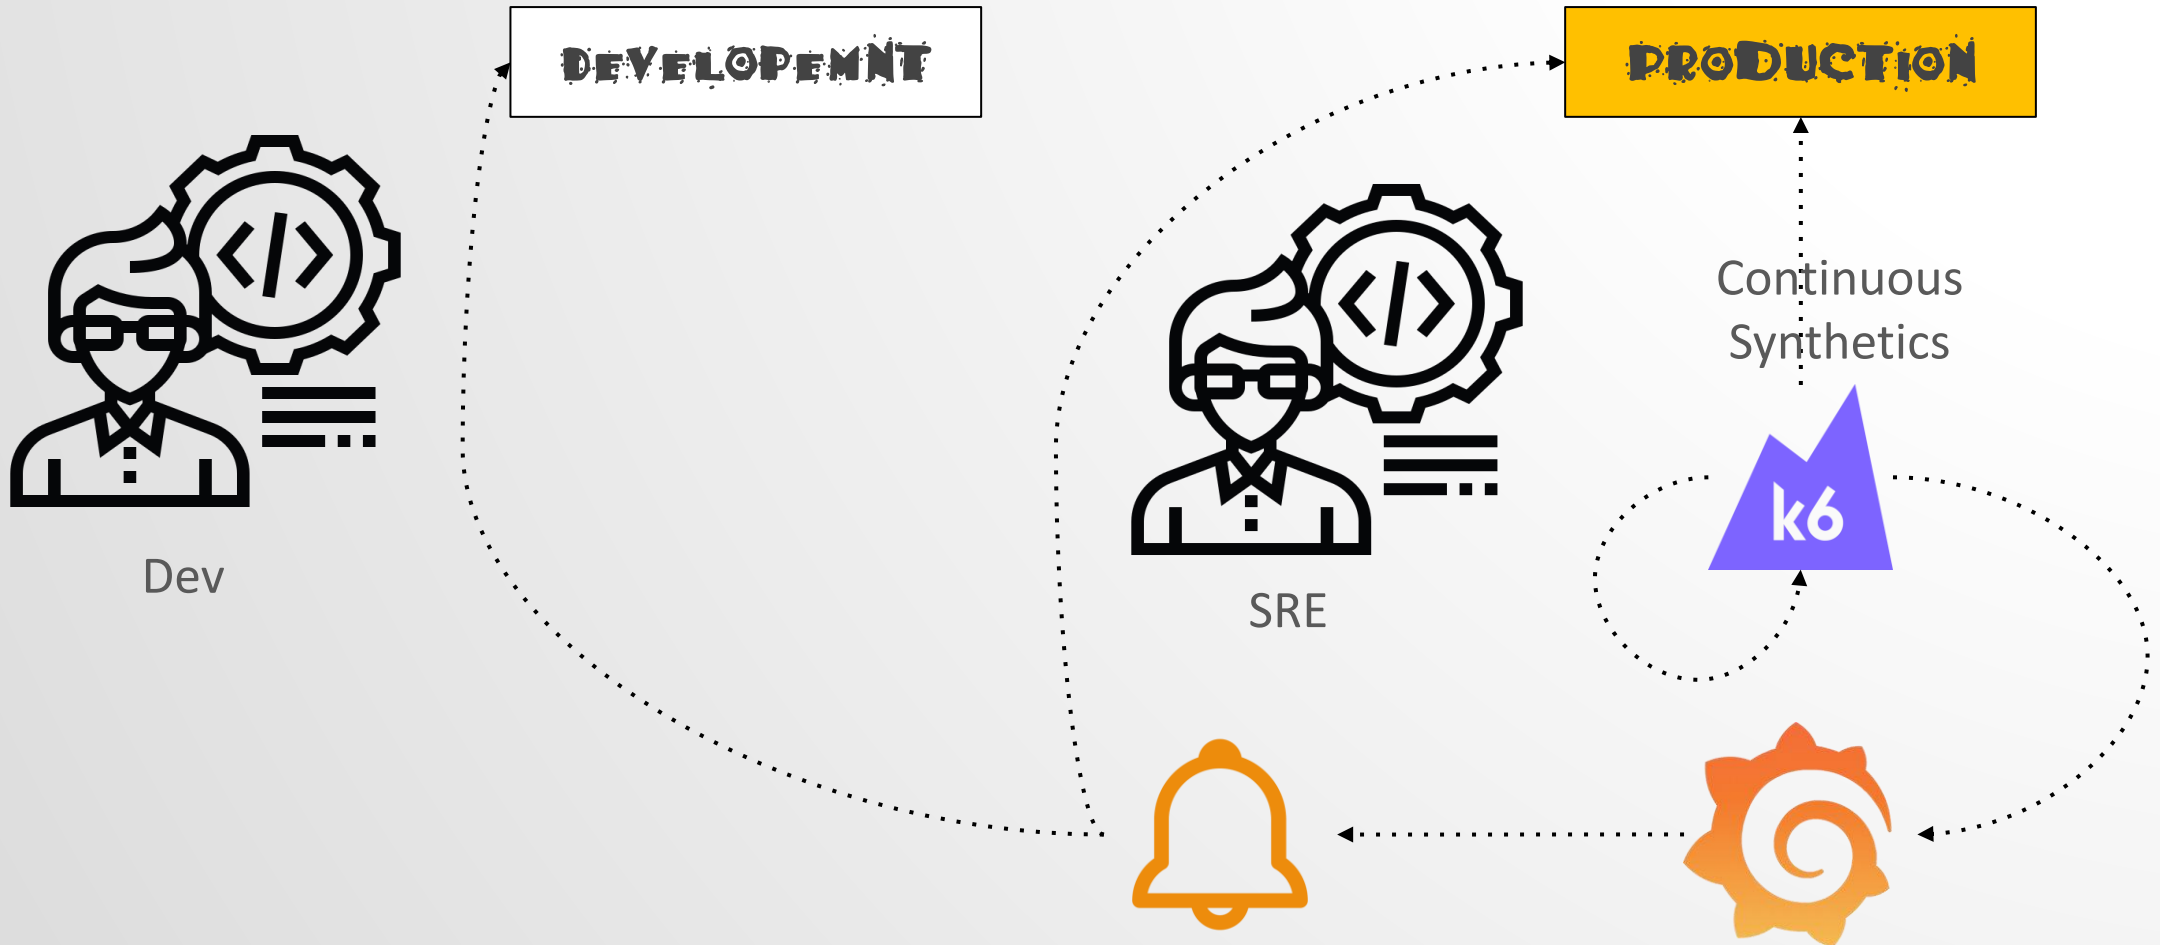 DEVELOPEMNT
PRODUCTION
</>
</>
Continuous
Synthetics
k6
Dev
SRE